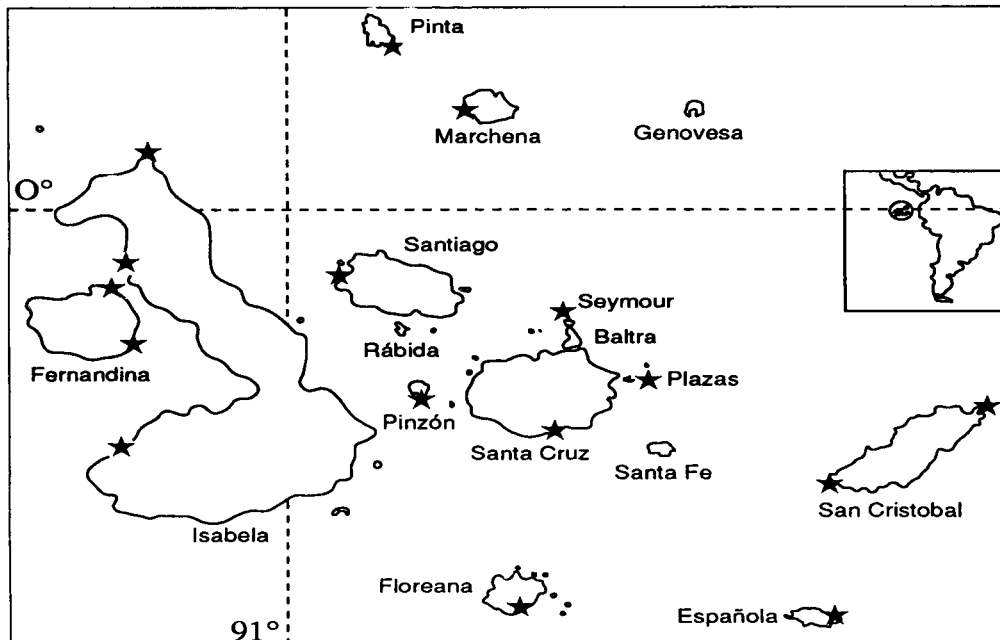 Pinta
Marchena
Genovesa
O°
Santiago
Seymour
Baltra
Rábida
Fernandina
Plazas
Pinzón
Santa Cruz
Santa Fe
San Cristobal
Isabela
Floreana
Española
91°